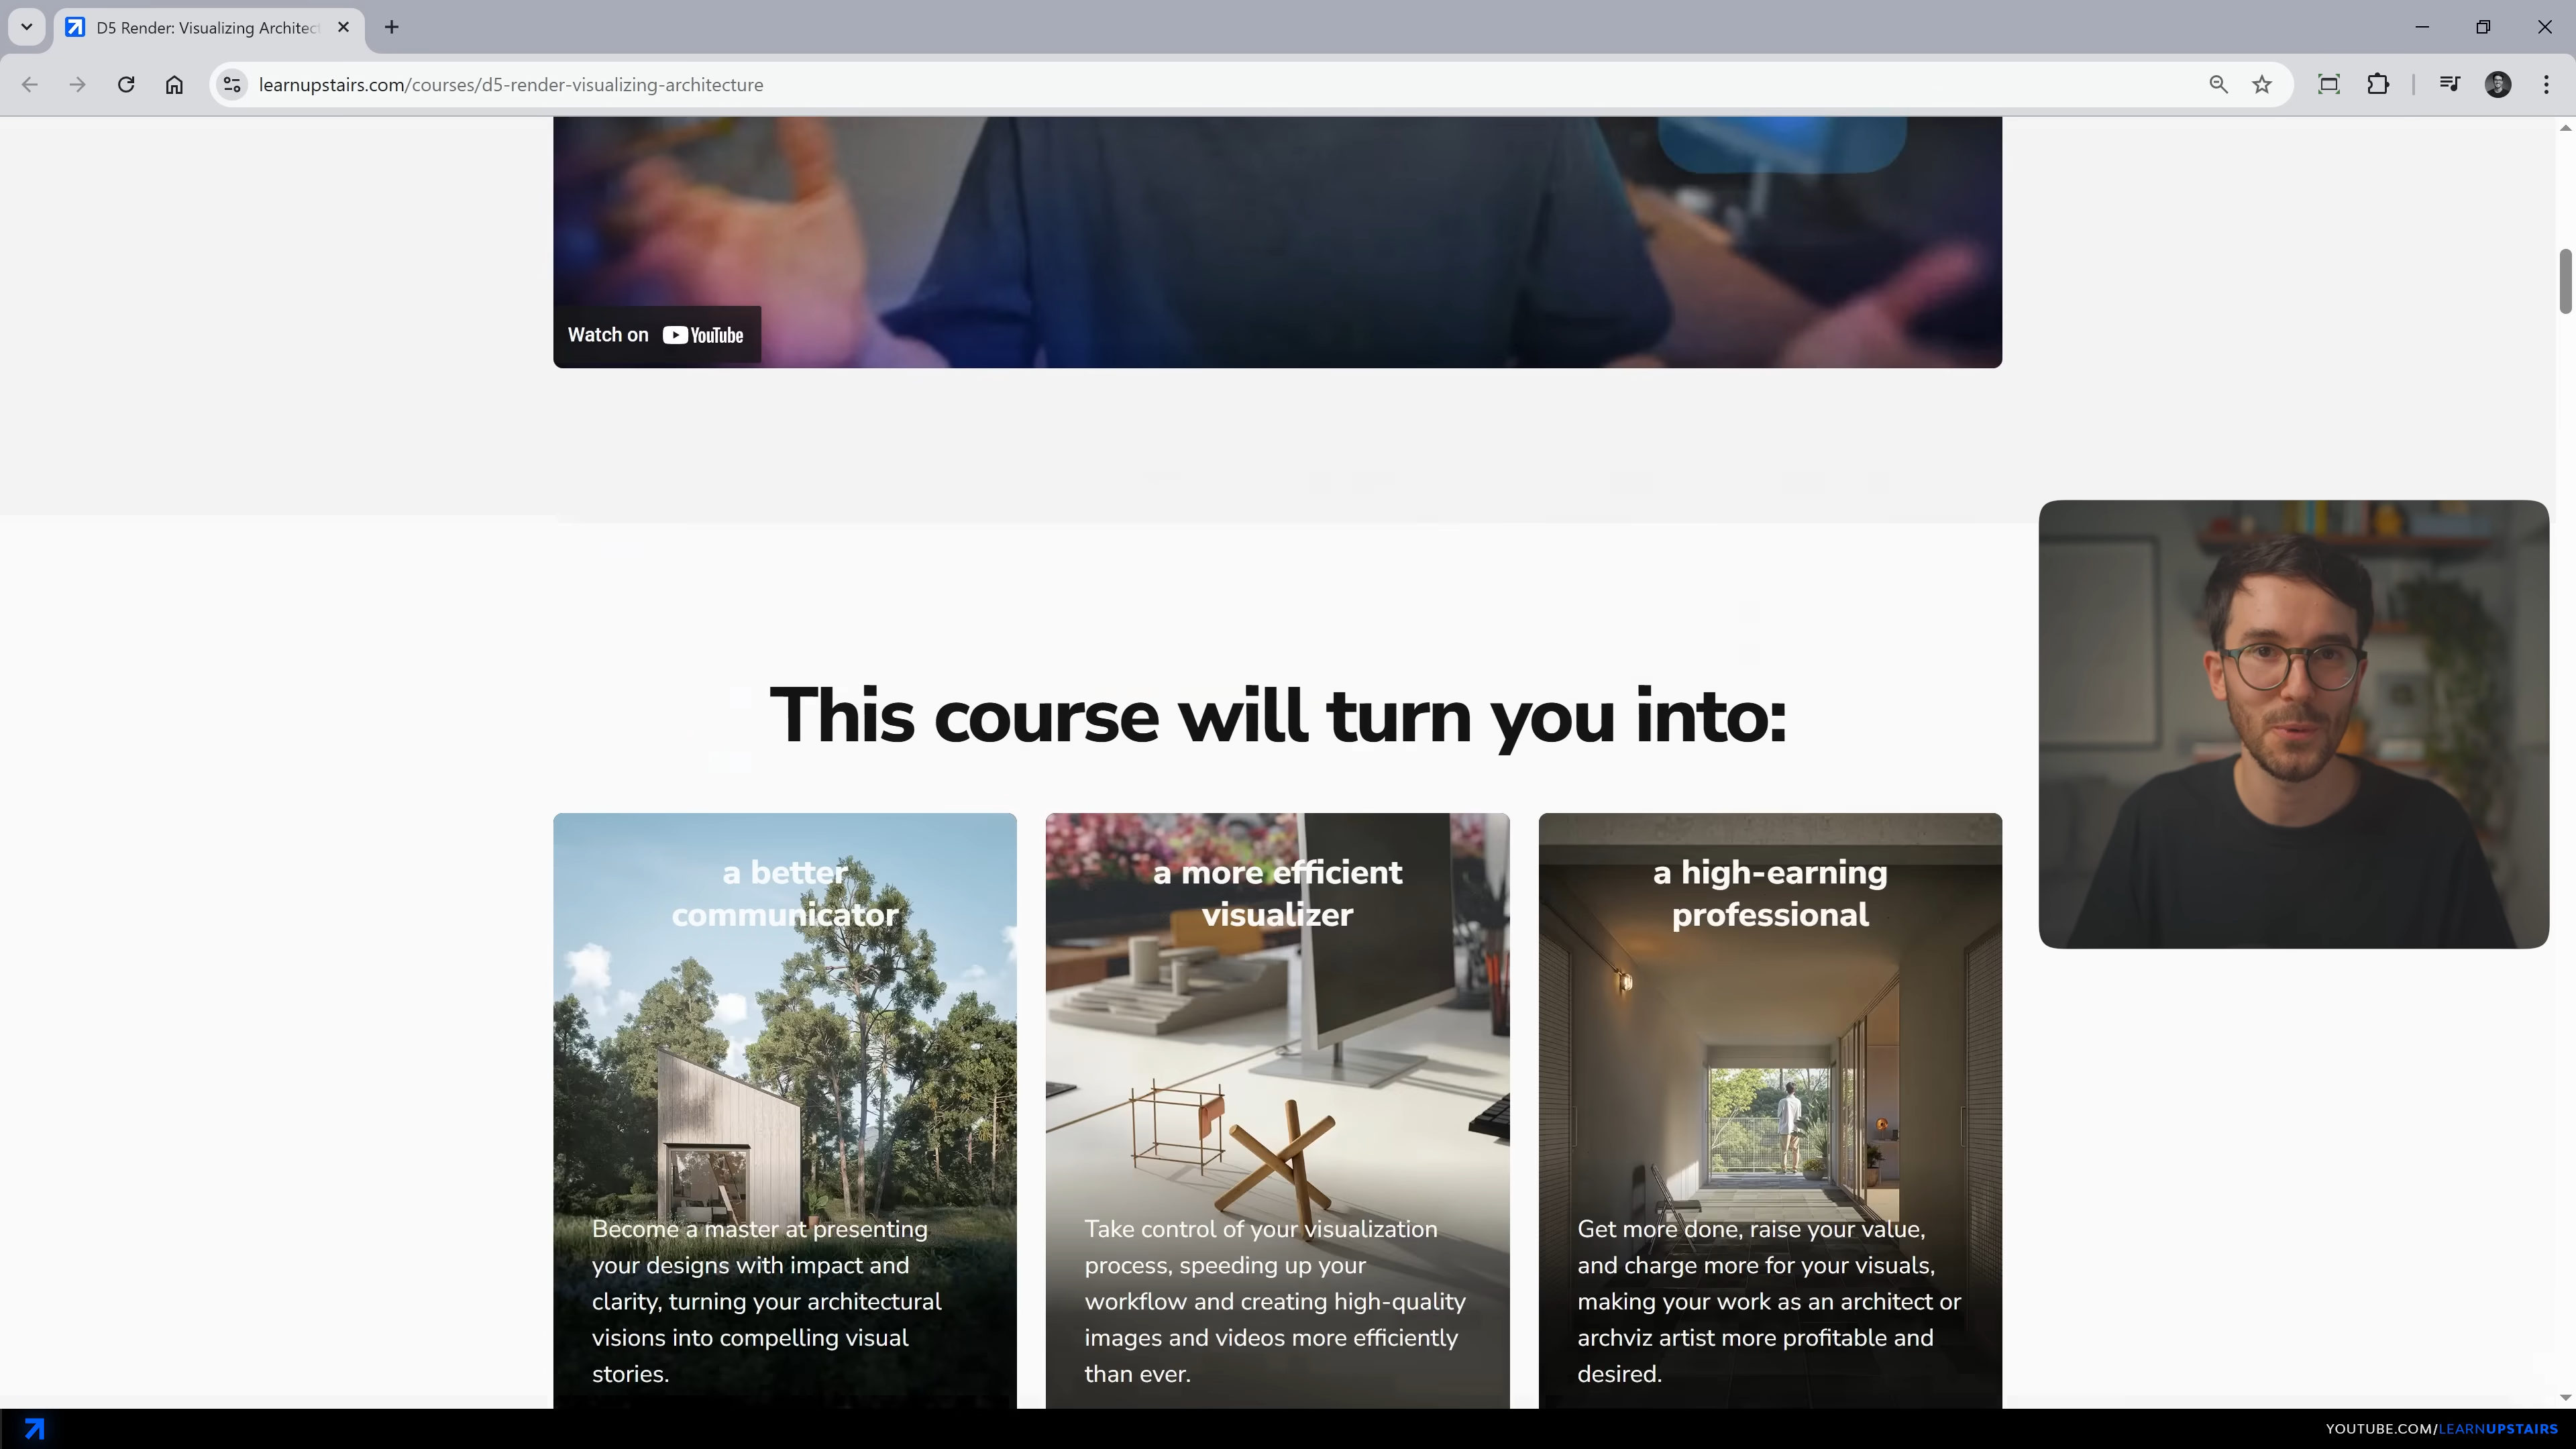 D5 Render: Visualizing Architect
learnupstairs.com/courses/d5-render-visualizing-architecture
Watch on YouTube
This course will turn you into:
a better
communicator
Become a master at presenting
your designs with impact and
clarity, turning your architectural
visions into compelling visual
stories.
a more efficient
visualizer
Take control of your visualization
process, speeding up your
workflow and creating high-quality
images and videos more efficiently
than ever.
a high-earning
professional
Get more done, raise your value,
and charge more for your visuals,
making your work as an architect or
archviz artist more profitable and
desired.
YOUTUBE.COM/LEARNUPSTAIRS